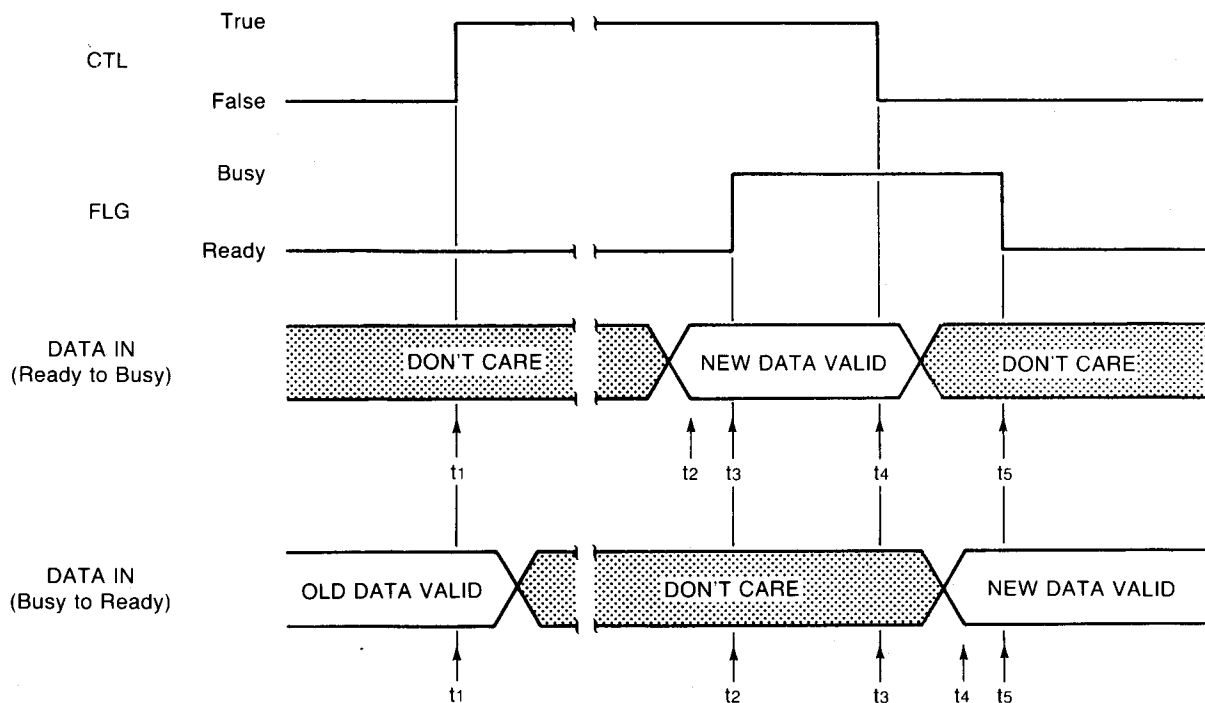 True
CTL
False
Busy
FLG
Ready
DATA IN
(Ready to Busy)
DON'T CARE
NEW DATA VALID
DON'T CARE
t1
t2
t3
t4
t5
DATA IN
(Busy to Ready)
OLD DATA VALID
DON'T CARE
NEW DATA VALID
t1
t2
t3
t4
t5